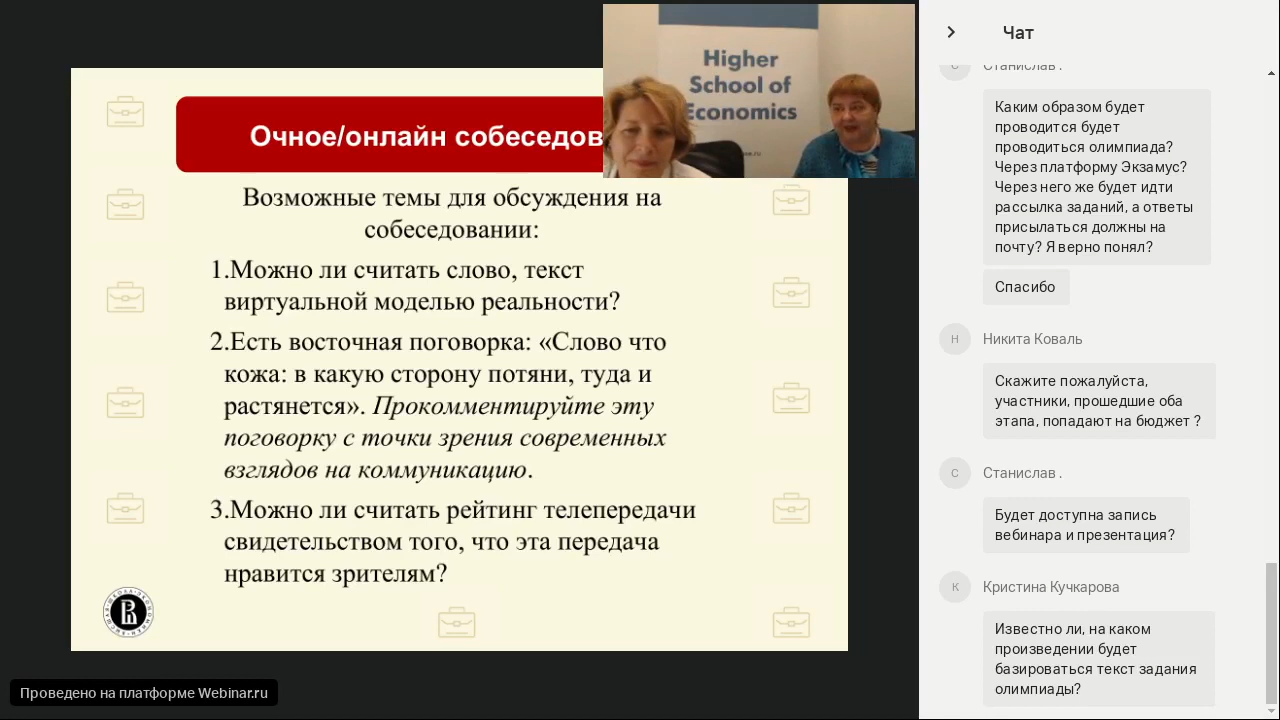 Очное/онлайн собеседов
Возможные темы для обсуждения на
собеседовании:
1.Можно ли считать слово, текст
виртуальной моделью реальности?
2.Есть восточная поговорка: «Слово что
кожа: в какую сторону потяни, туда и
растянется». Прокомментируйте эту
поговорку с точки зрения современных
взглядов на коммуникацию.
3.Можно ли считать рейтинг телепередачи
свидетельством того, что эта передача
нравится зрителям?
Проведено на платформе Webinar.ru
Higher
School of
Economics
Чат
С
Станислав .
Каким образом будет
проводится будет
проводиться олимпиада?
Через платформу Экзамус?
Через него же будет идти
рассылка заданий, а ответы
присылаться должны на
почту? Я верно понял?
Спасибо
Н
Никита Коваль
Скажите пожалуйста,
участники, прошедшие оба
этапа, попадают на бюджет ?
С
Станислав .
Будет доступна запись
вебинара и презентация?
К
Кристина Кучкарова
Известно ли, на каком
произведении будет
базироваться текст задания
олимпиады?